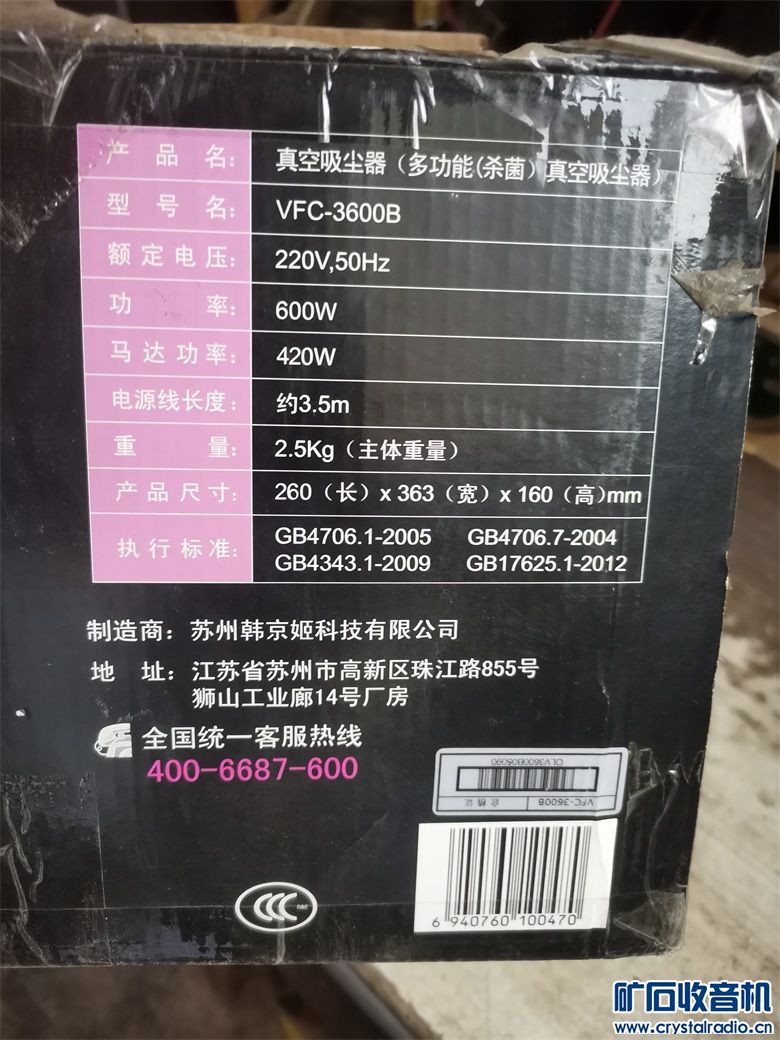 产品名： 真空吸尘器（多功能(杀菌）真空吸尘器）
型号名： VFC-3600B
额定电压： 220V,50Hz
功率： 600W
马达功率： 420W
电源线长度： 约3.5m
重量： 2.5Kg（主体重量）
产品尺寸： 260（长）x 363（宽）x 160（高)mm
执行标准： GB4706.1-2005 GB4706.7-2004
GB4343.1-2009 GB17625.1-2012
制造商：苏州韩京姬科技有限公司
地址：江苏省苏州市高新区珠江路855号
狮山工业廊14号厂房
全国统一客服热线
400-6687-600
VFC-3600B 合格证
OLV3600B05090
CCC S&E
6 940760 100470
矿石收音机
www.crystalradio.cn